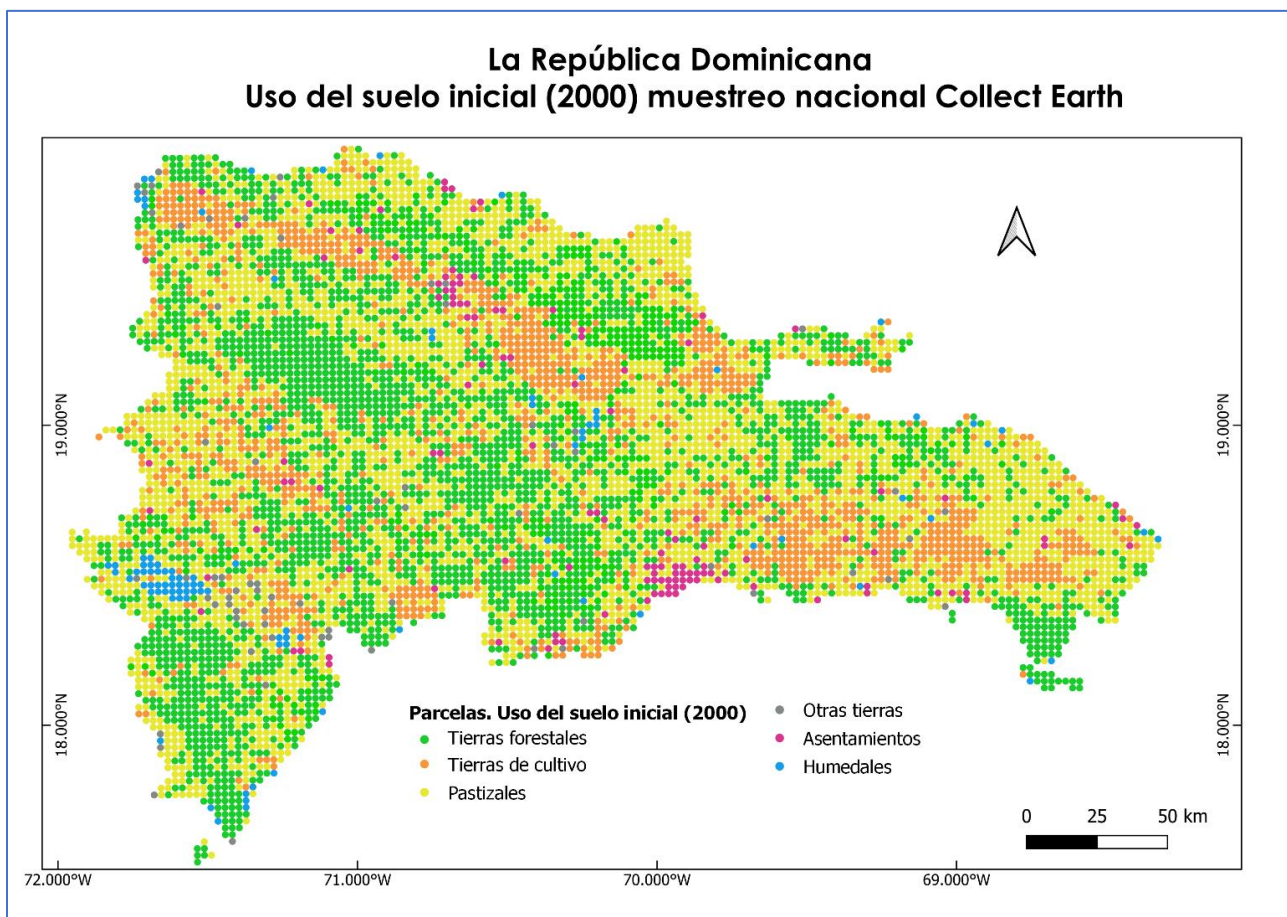 La República Dominicana
Uso del suelo inicial (2000) muestreo nacional Collect Earth
19.000°N
19.000°N
18.000°N
18.000°N
Parcelas. Uso del suelo inicial (2000)
Tierras forestales
Tierras de cultivo
Pastizales
Otras tierras
Asentamientos
Humedales
0 25 50 km
72.000°W 71.000°W 70.000°W 69.000°W